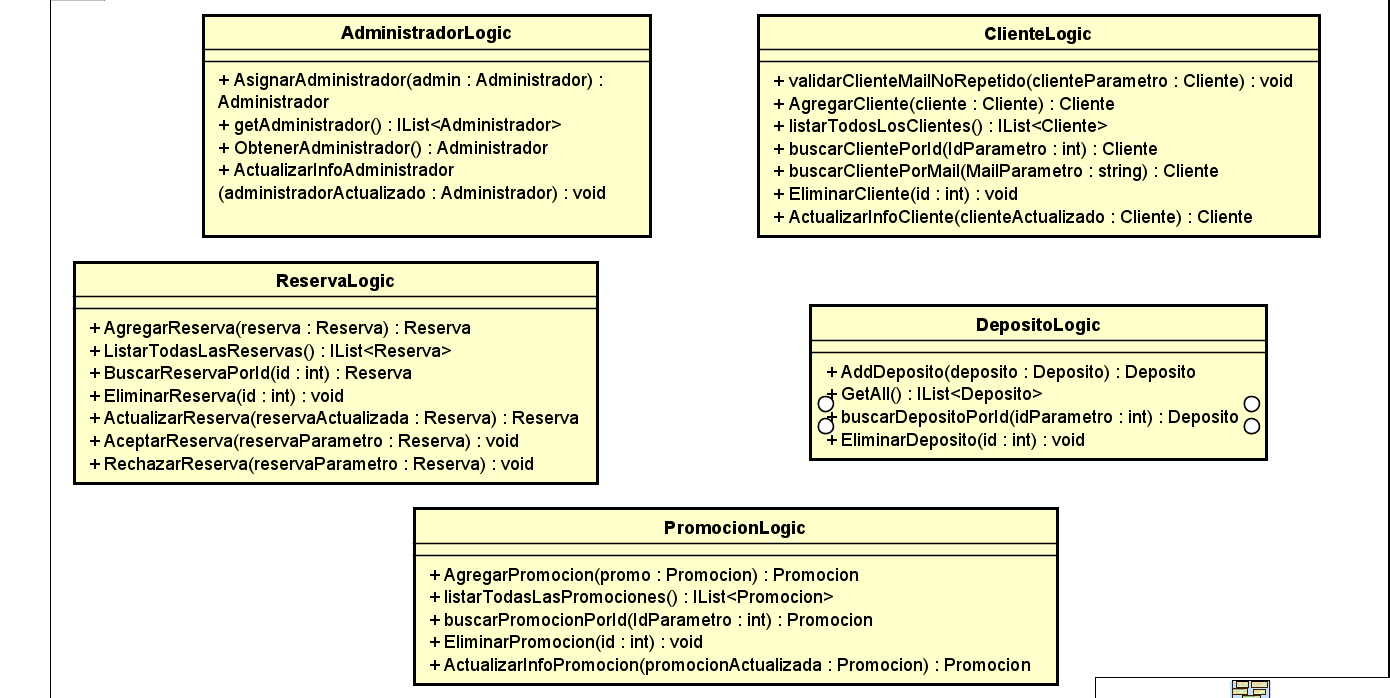 AdministradorLogic
+ AsignarAdministrador(admin : Administrador) :
Administrador
+ getAdministrador() : IList<Administrador>
+ ObtenerAdministrador() : Administrador
+ ActualizarInfoAdministrador
(administradorActualizado : Administrador) : void
ClienteLogic
+ validarClienteMailNoRepetido(clienteParametro : Cliente) : void
+ AgregarCliente(cliente : Cliente) : Cliente
+ listarTodosLosClientes() : IList<Cliente>
+ buscarClientePorId(IdParametro : int) : Cliente
+ buscarClientePorMail(MailParametro : string) : Cliente
+ EliminarCliente(id : int) : void
+ ActualizarInfoCliente(clienteActualizado : Cliente) : Cliente
ReservaLogic
+ AgregarReserva(reserva : Reserva) : Reserva
+ ListarTodasLasReservas() : IList<Reserva>
+ BuscarReservaPorId(id : int) : Reserva
+ EliminarReserva(id : int) : void
+ ActualizarReserva(reservaActualizada : Reserva) : Reserva
+ AceptarReserva(reservaParametro : Reserva) : void
+ RechazarReserva(reservaParametro : Reserva) : void
DepositoLogic
+ AddDeposito(deposito : Deposito) : Deposito
+ GetAll() : IList<Deposito>
+ buscarDepositoPorId(idParametro : int) : Deposito
+ EliminarDeposito(id : int) : void
PromocionLogic
+ AgregarPromocion(promo : Promocion) : Promocion
+ listarTodasLasPromociones() : IList<Promocion>
+ buscarPromocionPorId(IdParametro : int) : Promocion
+ EliminarPromocion(id : int) : void
+ ActualizarInfoPromocion(promocionActualizada : Promocion) : Promocion